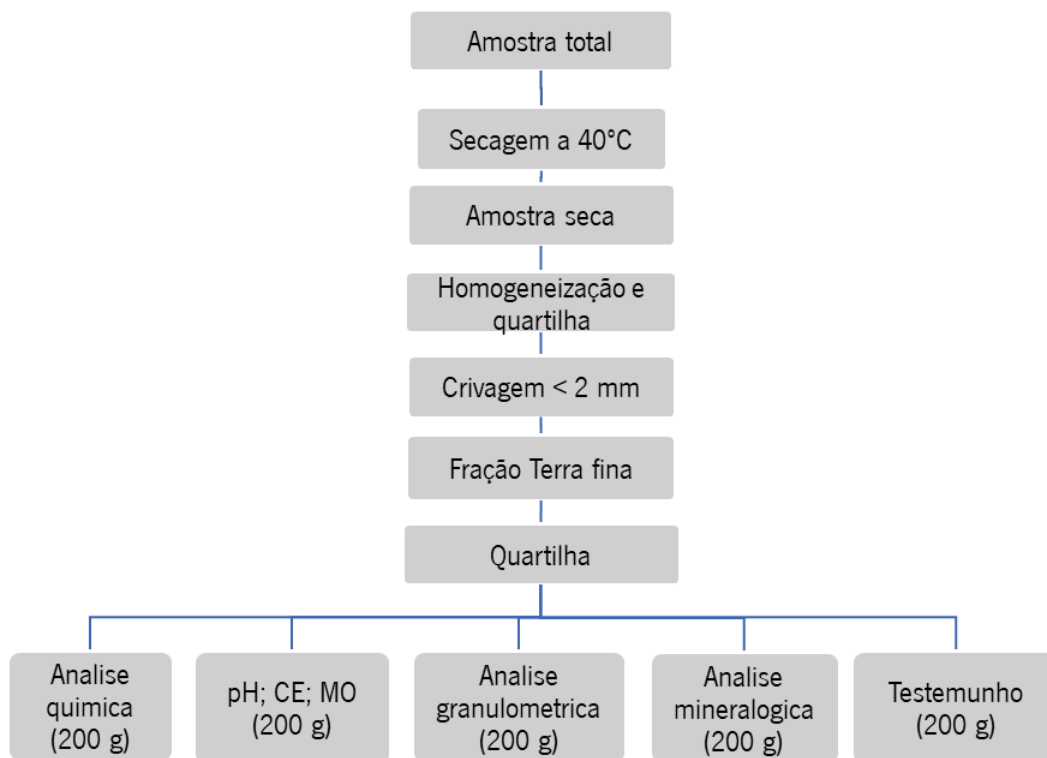 Amostra total
Secagem a 40°C
Amostra seca
Homogeneização e
quartilha
Crivagem < 2 mm
Fração Terra fina
Quartilha
Analise
quimica
(200 g)
pH; CE; MO
(200 g)
Analise
granulometrica
(200 g)
Analise
mineralogica
(200 g)
Testemunho
(200 g)